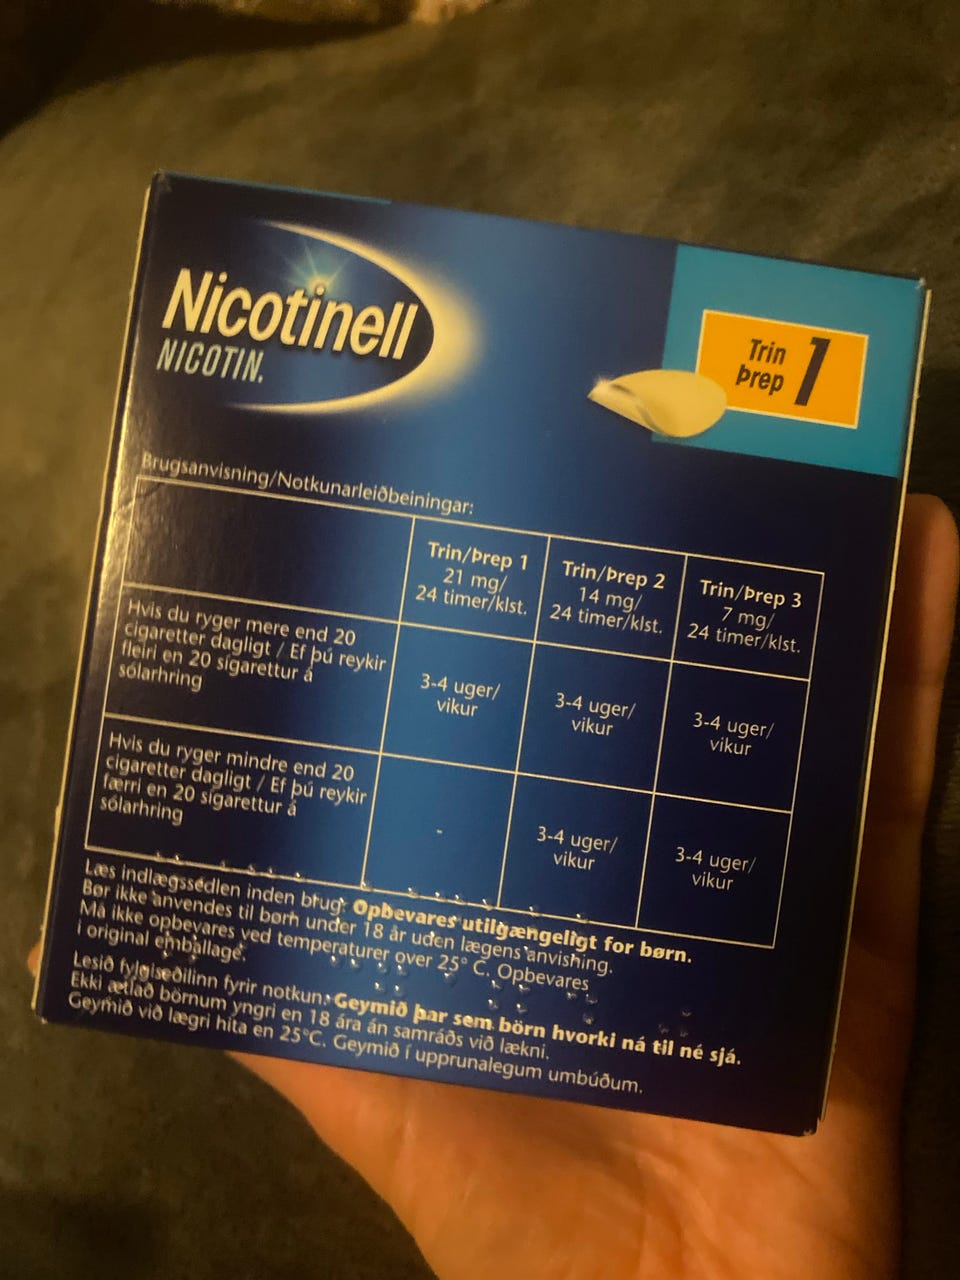 Nicotinell
NICOTIN.
Trin
Þrep 1
Brugsanvisning/Notkunarleiðbeiningar:
Trin/Þrep 1
21 mg/
24 timer/klst.
Trin/Þrep 2
14 mg/
24 timer/klst.
Trin/Þrep 3
7 mg/
24 timer/klst.
Hvis du ryger mere end 20
cigaretter dagligt / Ef þú reykir
fleiri en 20 sígarettur á
sólarhring
3-4 uger/
vikur
3-4 uger/
vikur
3-4 uger/
vikur
Hvis du ryger mindre end 20
cigaretter dagligt / Ef þú reykir
færri en 20 sígarettur á
sólarhring
-
3-4 uger/
vikur
3-4 uger/
vikur
Læs indlægssedlen inden brug. Opbevares utilgængeligt for børn.
Bør ikke anvendes til børn under 18 år uden lægens anvisning.
Må ikke opbevares ved temperaturer over 25° C. Opbevares
i original emballage.
Lesið fylgiseðilinn fyrir notkun. Geymið þar sem börn hvorki ná til né sjá.
Ekki ætlað börnum yngri en 18 ára án samráðs við lækni.
Geymið við lægri hita en 25°C. Geymið í upprunalegum umbúðum.